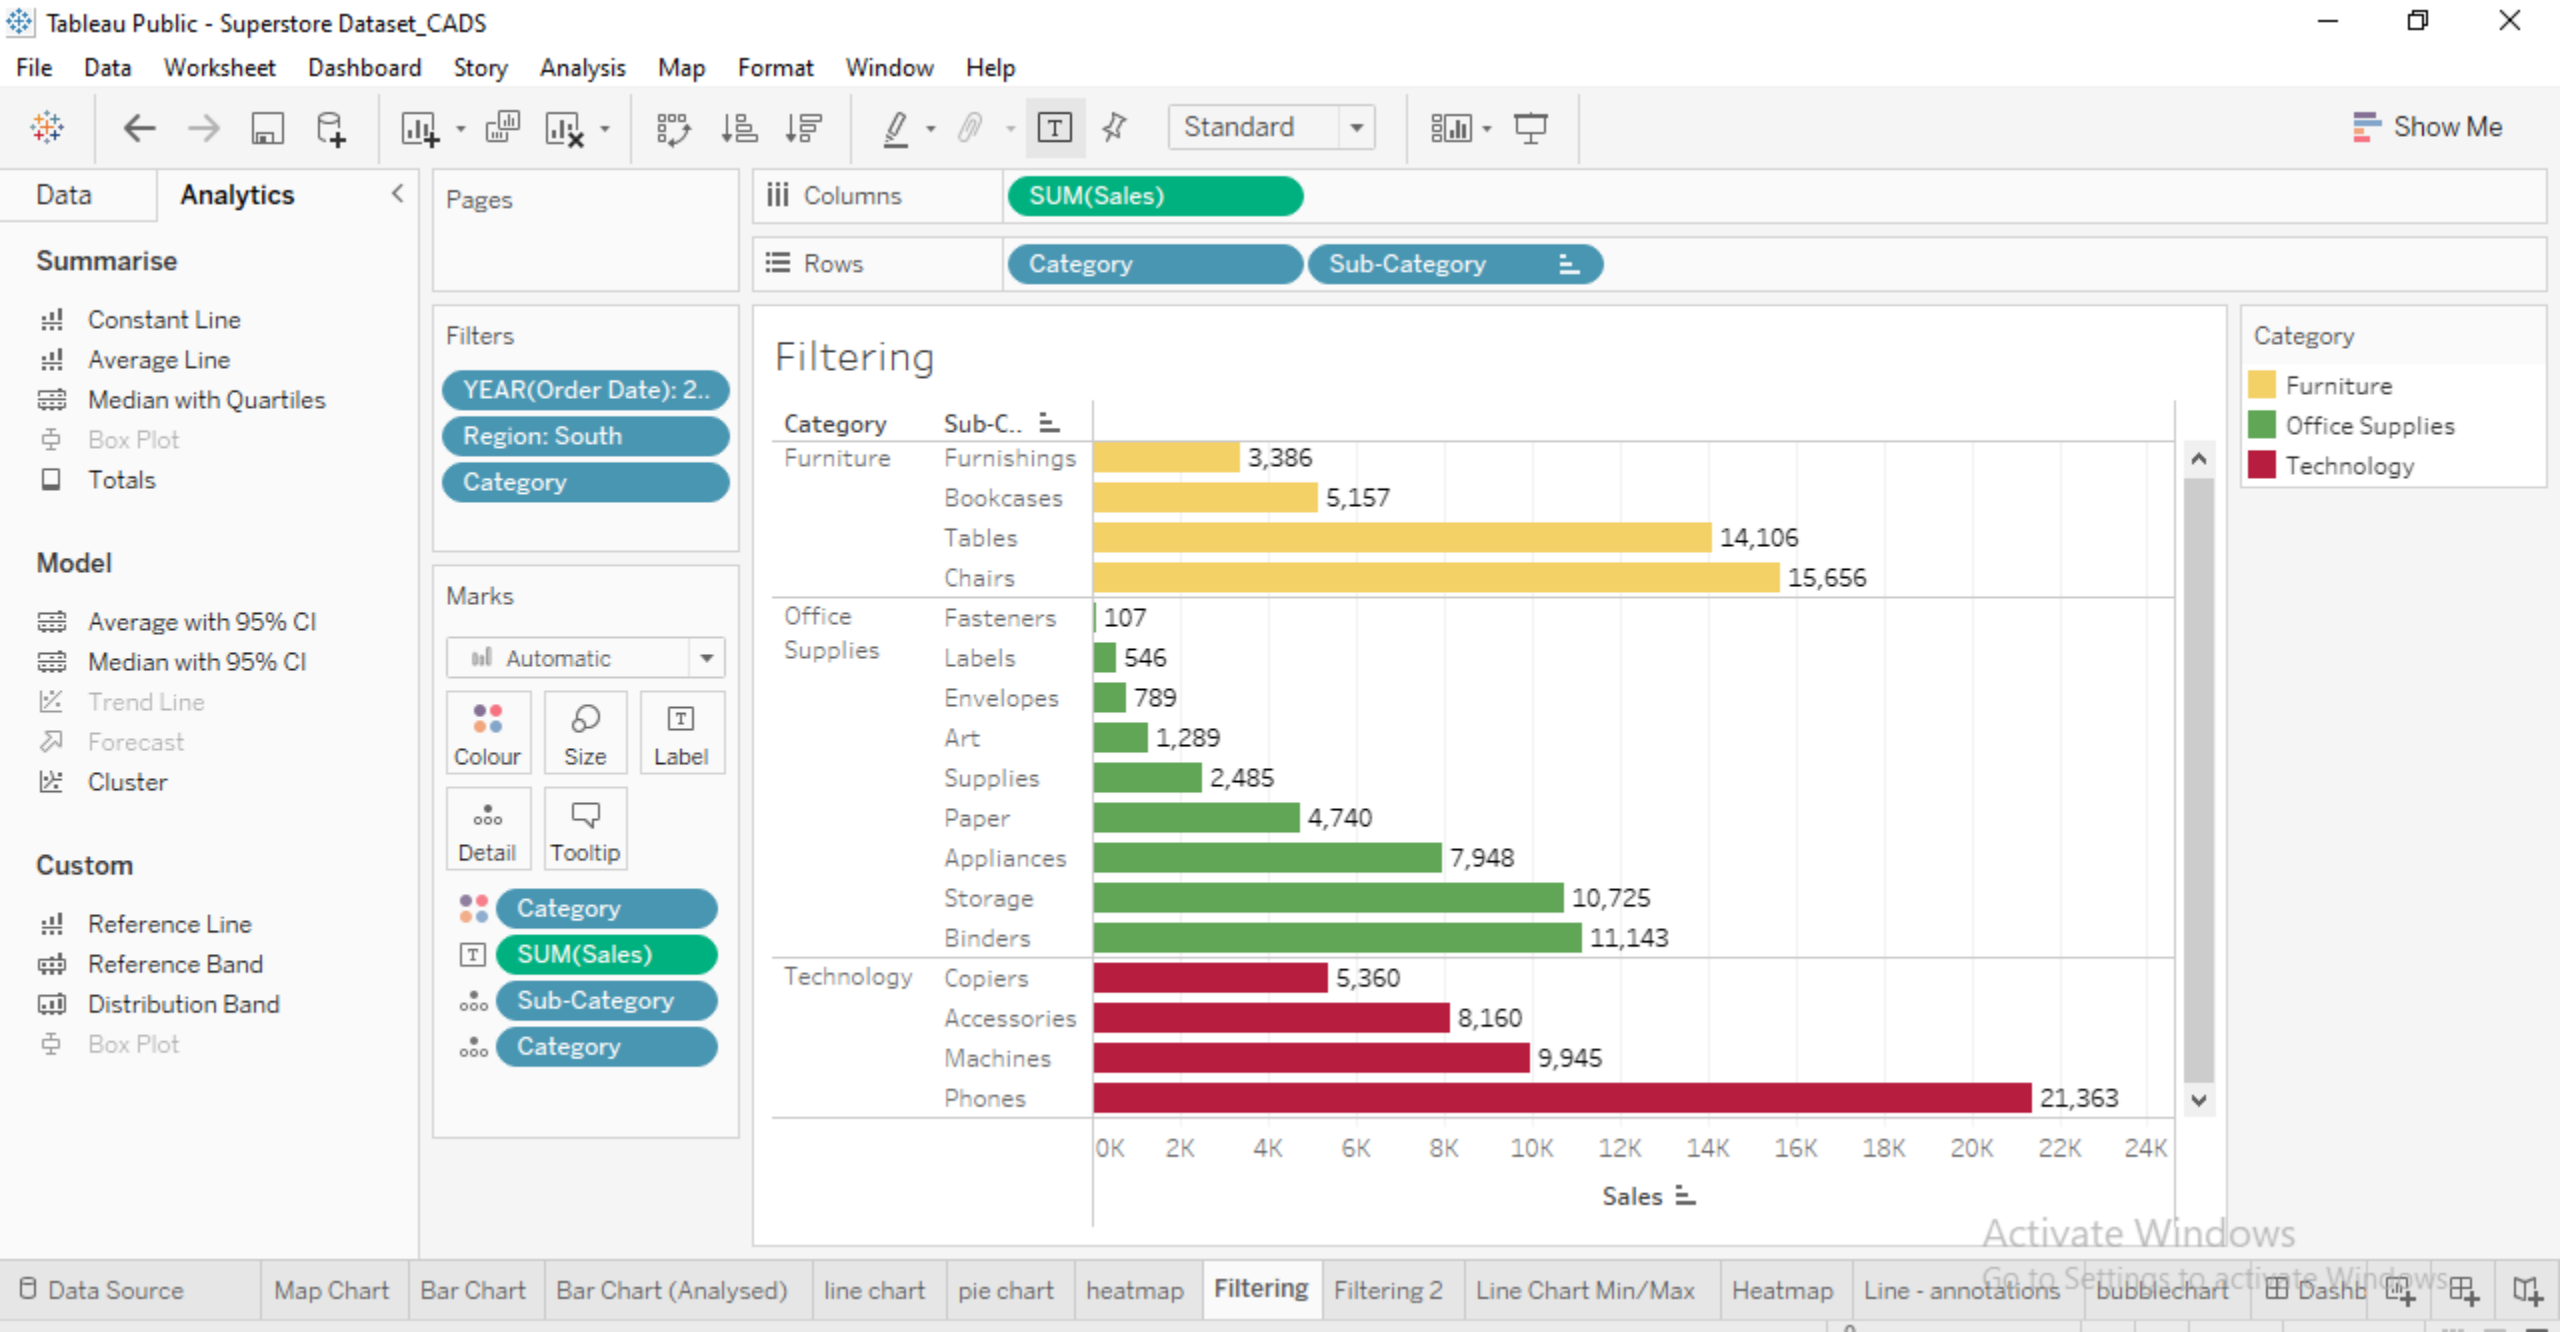 Tableau Public - Superstore Dataset_CADS
File Data Worksheet Dashboard Story Analysis Map Format Window Help
Standard
Show Me
Data Analytics
Summarise
Constant Line
Average Line
Median with Quartiles
Box Plot
Totals
Model
Average with 95% CI
Median with 95% CI
Trend Line
Forecast
Cluster
Custom
Reference Line
Reference Band
Distribution Band
Box Plot
Pages
Filters
YEAR(Order Date): 2..
Region: South
Category
Marks
Automatic
Colour Size Label
Detail Tooltip
Category
SUM(Sales)
Sub-Category
Category
Columns SUM(Sales)
Rows Category Sub-Category
Filtering
Category Sub-C..
Furniture Furnishings 3,386
Bookcases 5,157
Tables 14,106
Chairs 15,656
Office Fasteners 107
Supplies Labels 546
Envelopes 789
Art 1,289
Supplies 2,485
Paper 4,740
Appliances 7,948
Storage 10,725
Binders 11,143
Technology Copiers 5,360
Accessories 8,160
Machines 9,945
Phones 21,363
0K 2K 4K 6K 8K 10K 12K 14K 16K 18K 20K 22K 24K
Sales
Category
Furniture
Office Supplies
Technology
Activate Windows
Go to Settings to activate Windows.
Data Source Map Chart Bar Chart Bar Chart (Analysed) line chart pie chart heatmap Filtering Filtering 2 Line Chart Min/Max Heatmap Line - annotations bubblechart Dashb